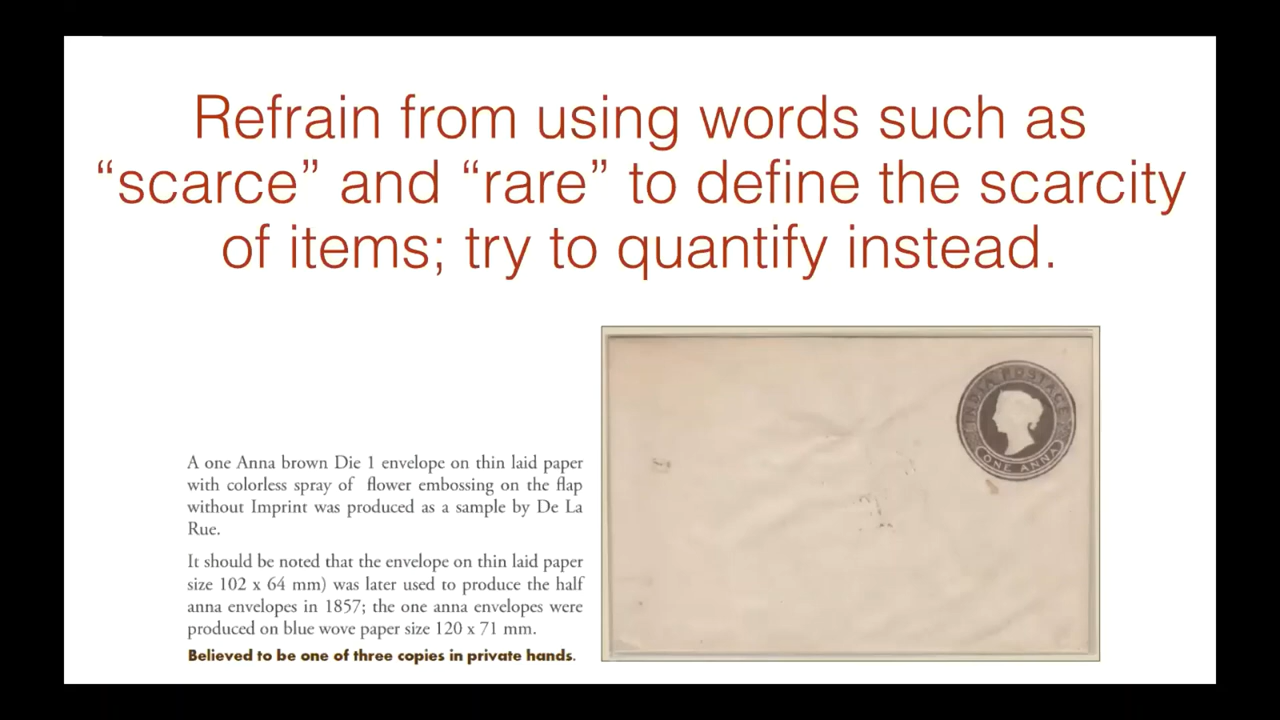 Refrain from using words such as
“scarce” and “rare” to define the scarcity
of items; try to quantify instead.
A one Anna brown Die 1 envelope on thin laid paper
with colorless spray of flower embossing on the flap
without Imprint was produced as a sample by De La
Rue.
It should be noted that the envelope on thin laid paper
size 102 x 64 mm) was later used to produce the half
anna envelopes in 1857; the one anna envelopes were
produced on blue wove paper size 120 x 71 mm.
Believed to be one of three copies in private hands.
INDIA POSTAGE
ONE ANNA